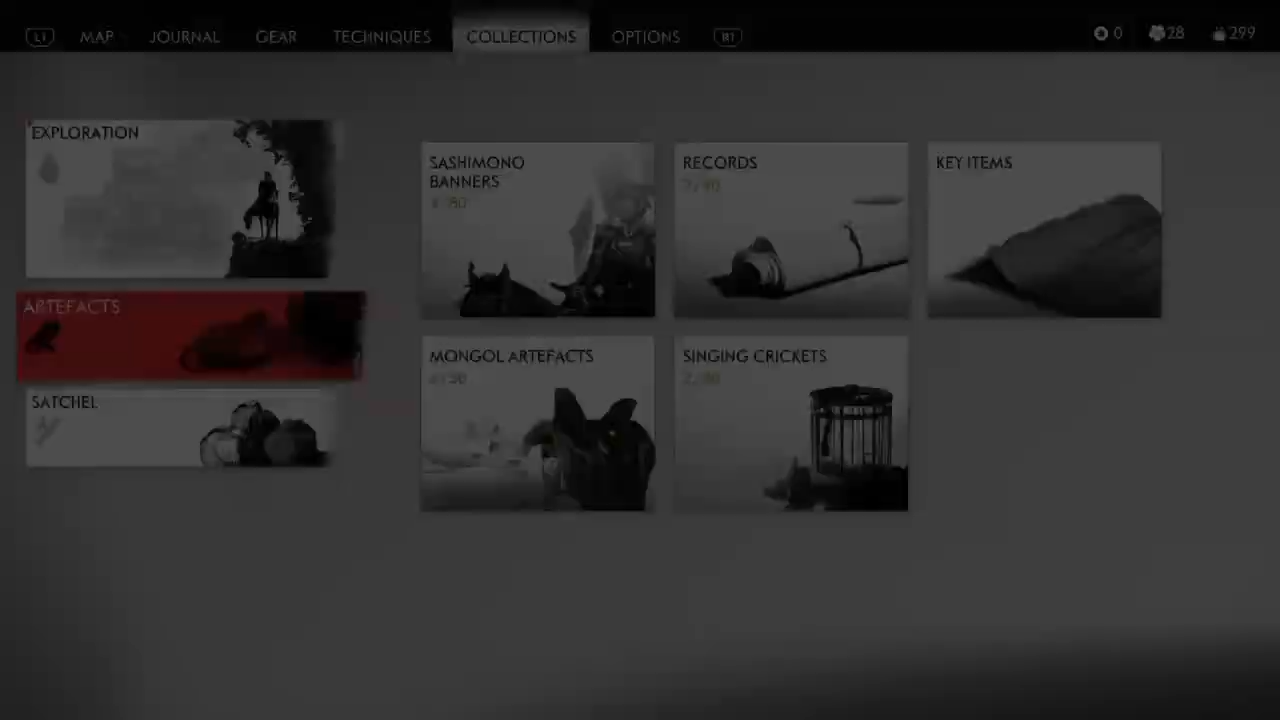 L1 MAP JOURNAL GEAR TECHNIQUES COLLECTIONS OPTIONS R1 0 28 299
EXPLORATION
ARTEFACTS
SATCHEL
SASHIMONO
BANNERS
RECORDS
KEY ITEMS
MONGOL ARTEFACTS
SINGING CRICKETS